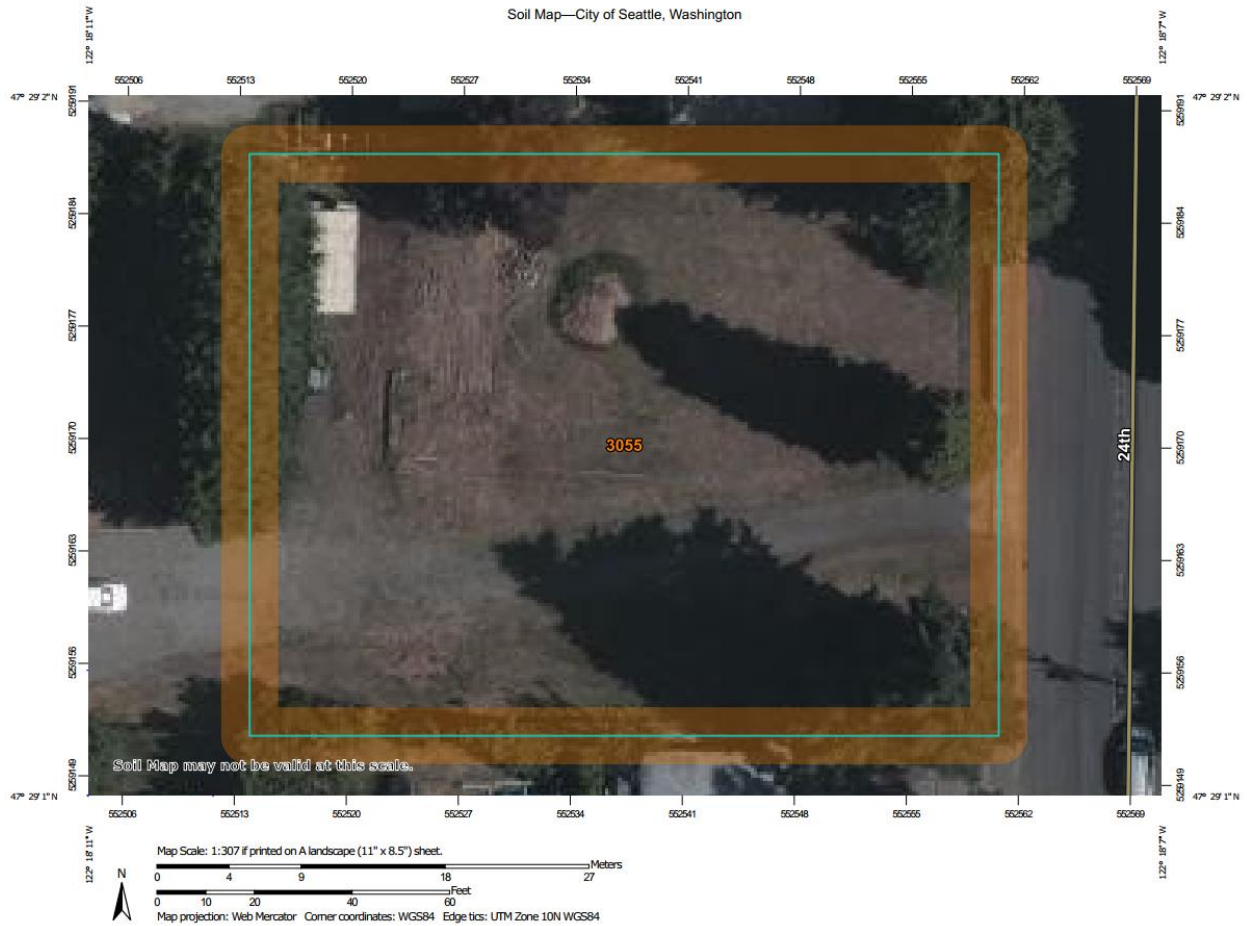 Soil Map—City of Seattle, Washington
122° 18' 11" W
122° 18' 7" W
552506 552513 552520 552527 552534 552541 552548 552555 552562 552569
47° 29' 2" N
47° 29' 2" N
5259191
5259184
5259177
5259170
5259163
5259156
5259149
5259191
5259184
5259177
5259170
5259163
5259156
5259149
3055
24th
Soil Map may not be valid at this scale.
47° 29' 1" N
47° 29' 1" N
552506 552513 552520 552527 552534 552541 552548 552555 552562 552569
122° 18' 11" W
122° 18' 7" W
Map Scale: 1:307 if printed on A landscape (11" x 8.5") sheet.
Meters
0 4 9 18 27
Feet
0 10 20 40 60
N
Map projection: Web Mercator Corner coordinates: WGS84 Edge tics: UTM Zone 10N WGS84